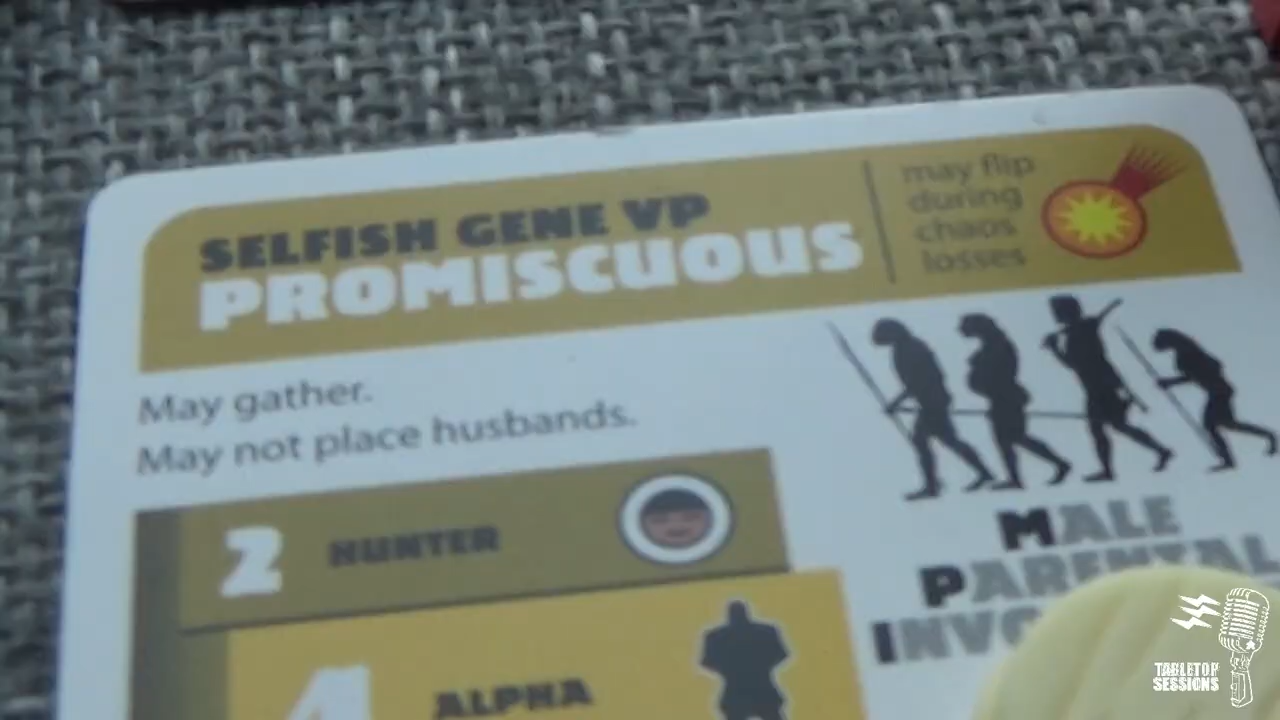 SELFISH GENE VP
PROMISCUOUS
may flip
during
chaos
losses
May gather.
May not place husbands.
2 HUNTER
4 ALPHA
MALE
PARENTAL
TABLETOP
SESSIONS